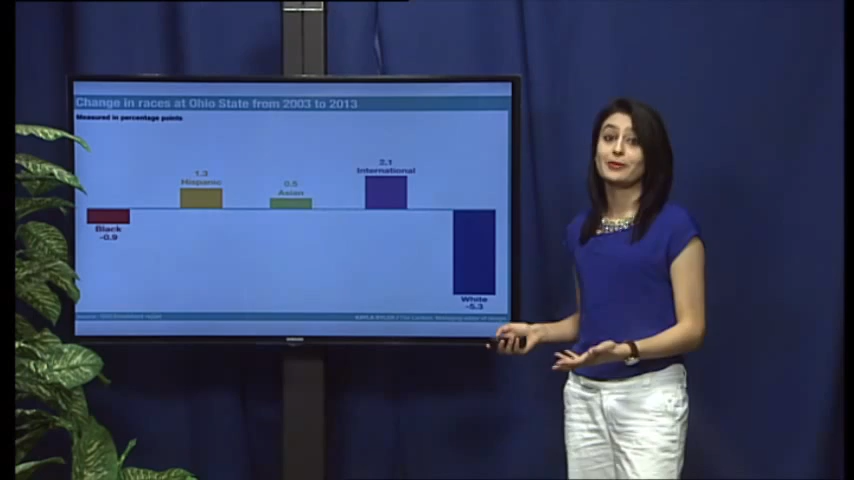 Change in races at Ohio State from 2003 to 2013
Measured in percentage points
1.3
Hispanic
0.5
Asian
2.1
International
Black
-0.9
White
-5.3